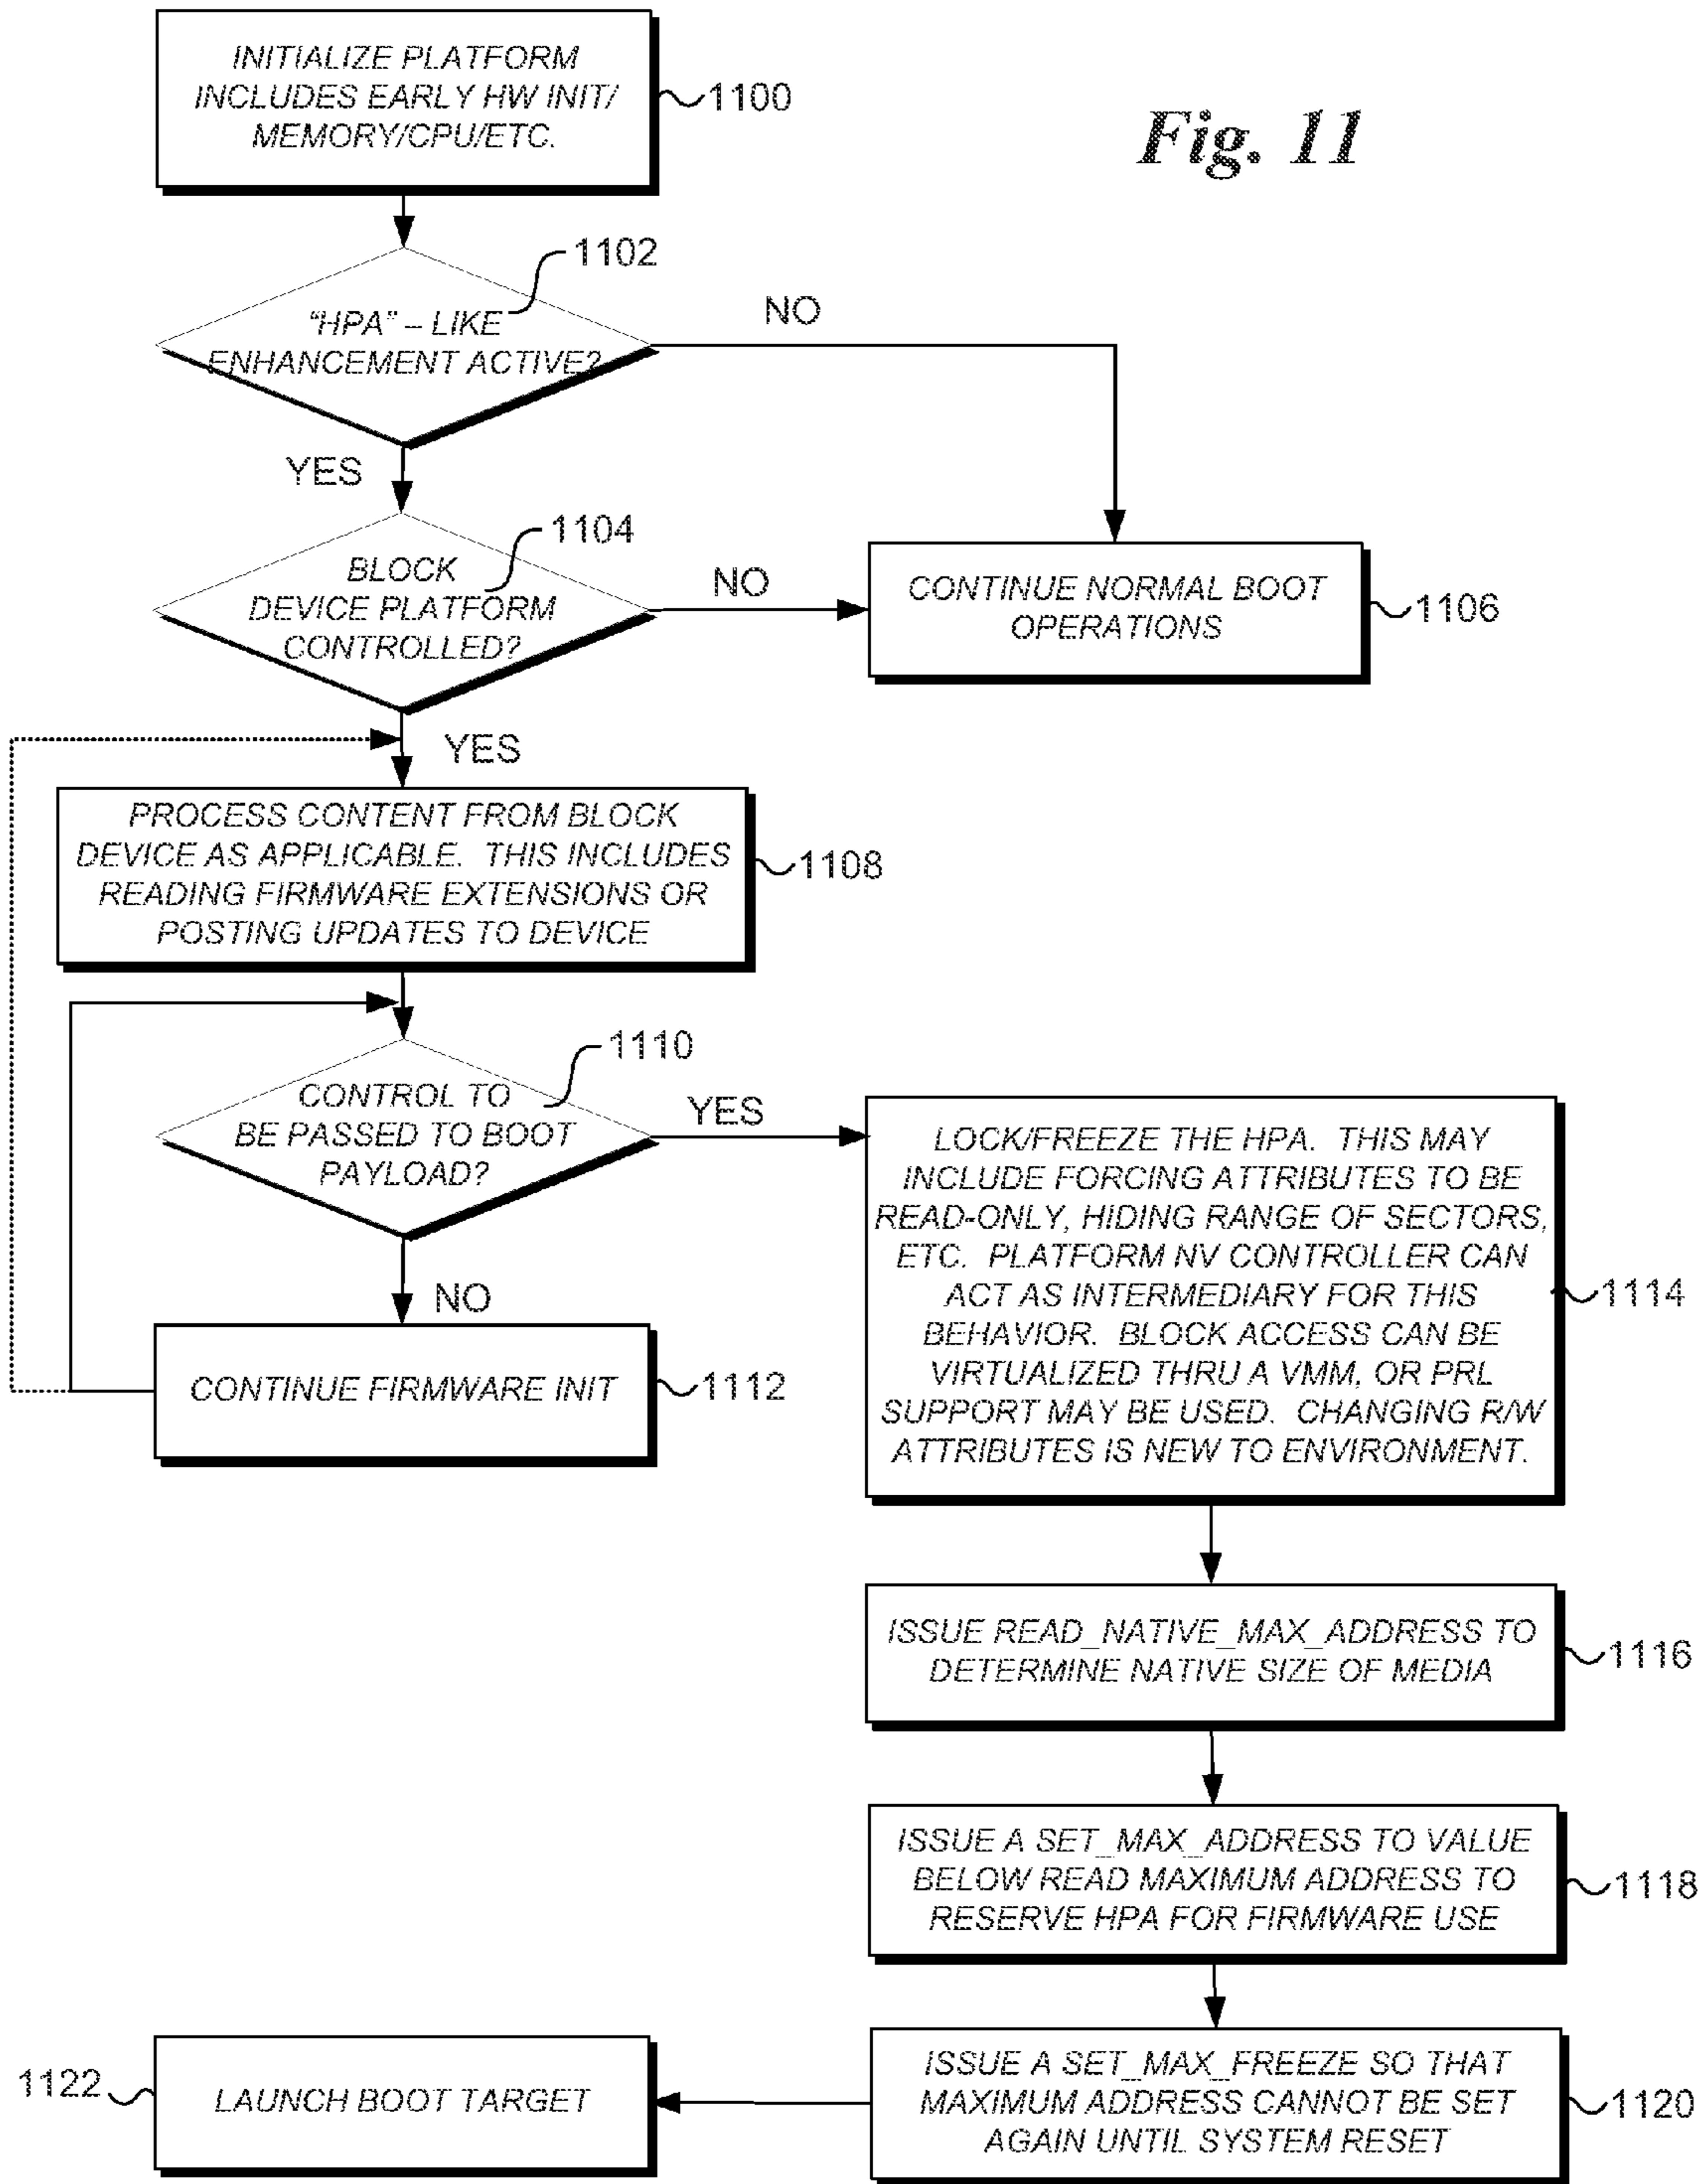 INITIALIZE PLATFORM
INCLUDES EARLY HW INIT/
MEMORY/CPU/ETC.
1100
Fig. 11
1102
"HPA" – LIKE
ENHANCEMENT ACTIVE?
NO
YES
1104
BLOCK
DEVICE PLATFORM
CONTROLLED?
NO
CONTINUE NORMAL BOOT
OPERATIONS
1106
YES
PROCESS CONTENT FROM BLOCK
DEVICE AS APPLICABLE. THIS INCLUDES
READING FIRMWARE EXTENSIONS OR
POSTING UPDATES TO DEVICE
1108
1110
CONTROL TO
BE PASSED TO BOOT
PAYLOAD?
YES
NO
CONTINUE FIRMWARE INIT
1112
LOCK/FREEZE THE HPA. THIS MAY
INCLUDE FORCING ATTRIBUTES TO BE
READ-ONLY, HIDING RANGE OF SECTORS,
ETC. PLATFORM NV CONTROLLER CAN
ACT AS INTERMEDIARY FOR THIS
BEHAVIOR. BLOCK ACCESS CAN BE
VIRTUALIZED THRU A VMM, OR PRL
SUPPORT MAY BE USED. CHANGING R/W
ATTRIBUTES IS NEW TO ENVIRONMENT.
1114
ISSUE READ_NATIVE_MAX_ADDRESS TO
DETERMINE NATIVE SIZE OF MEDIA
1116
ISSUE A SET_MAX_ADDRESS TO VALUE
BELOW READ MAXIMUM ADDRESS TO
RESERVE HPA FOR FIRMWARE USE
1118
ISSUE A SET_MAX_FREEZE SO THAT
MAXIMUM ADDRESS CANNOT BE SET
AGAIN UNTIL SYSTEM RESET
1120
1122
LAUNCH BOOT TARGET